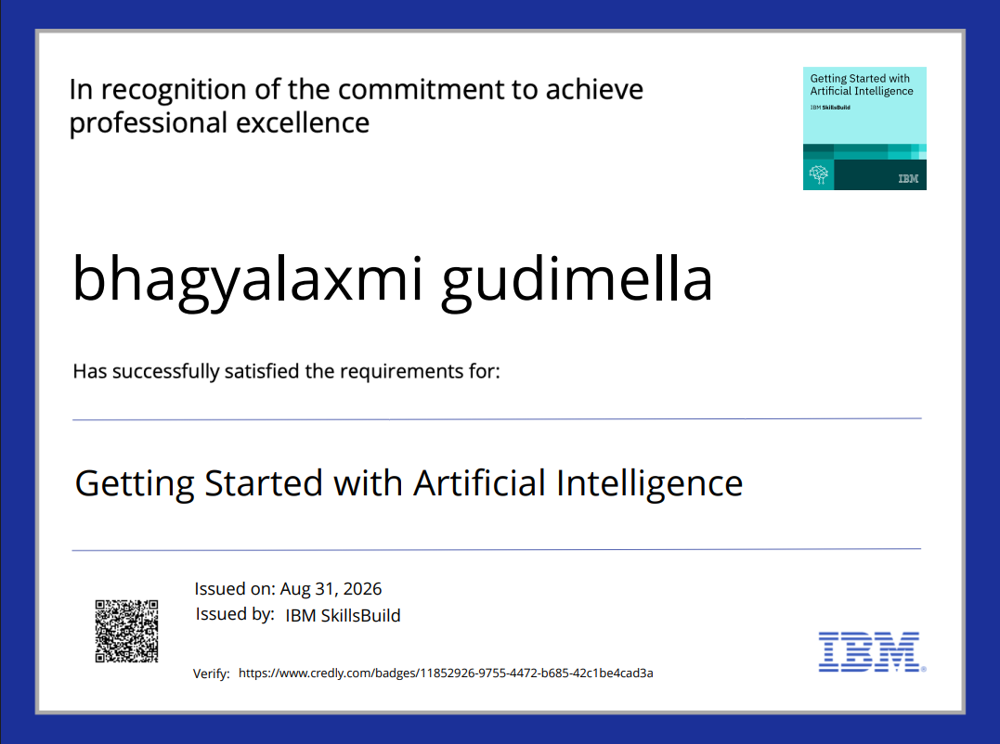 In recognition of the commitment to achieve
professional excellence
Getting Started with
Artificial Intelligence
IBM SkillsBuild
IBM
bhagyalaxmi gudimella
Has successfully satisfied the requirements for:
Getting Started with Artificial Intelligence
Issued on: Aug 31, 2026
Issued by: IBM SkillsBuild
Verify: https://www.credly.com/badges/11852926-9755-4472-b685-42c1be4cad3a
IBM®